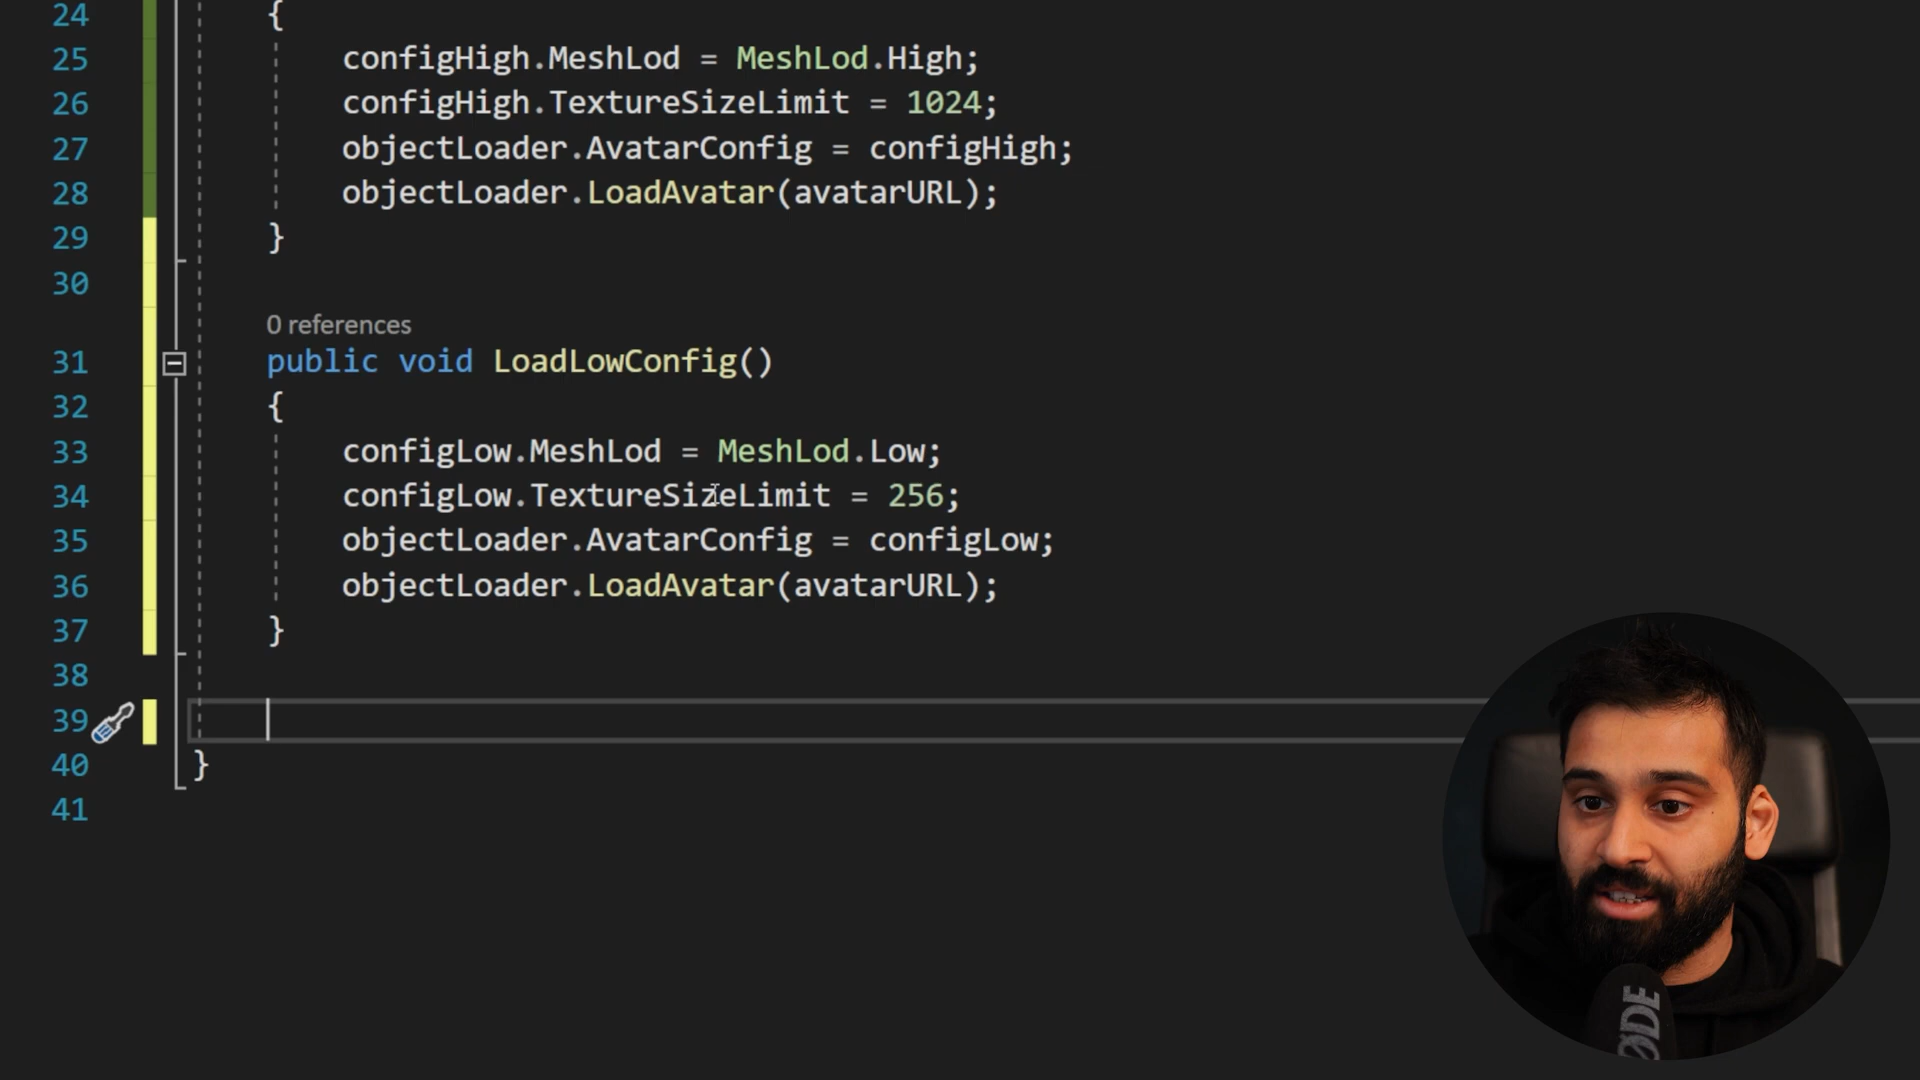 24 {
25 configHigh.MeshLod = MeshLod.High;
26 configHigh.TextureSizeLimit = 1024;
27 objectLoader.AvatarConfig = configHigh;
28 objectLoader.LoadAvatar(avatarURL);
29 }
30
0 references
31 public void LoadLowConfig()
32 {
33 configLow.MeshLod = MeshLod.Low;
34 configLow.TextureSizeLimit = 256;
35 objectLoader.AvatarConfig = configLow;
36 objectLoader.LoadAvatar(avatarURL);
37 }
38
39
40 }
41
RØDE